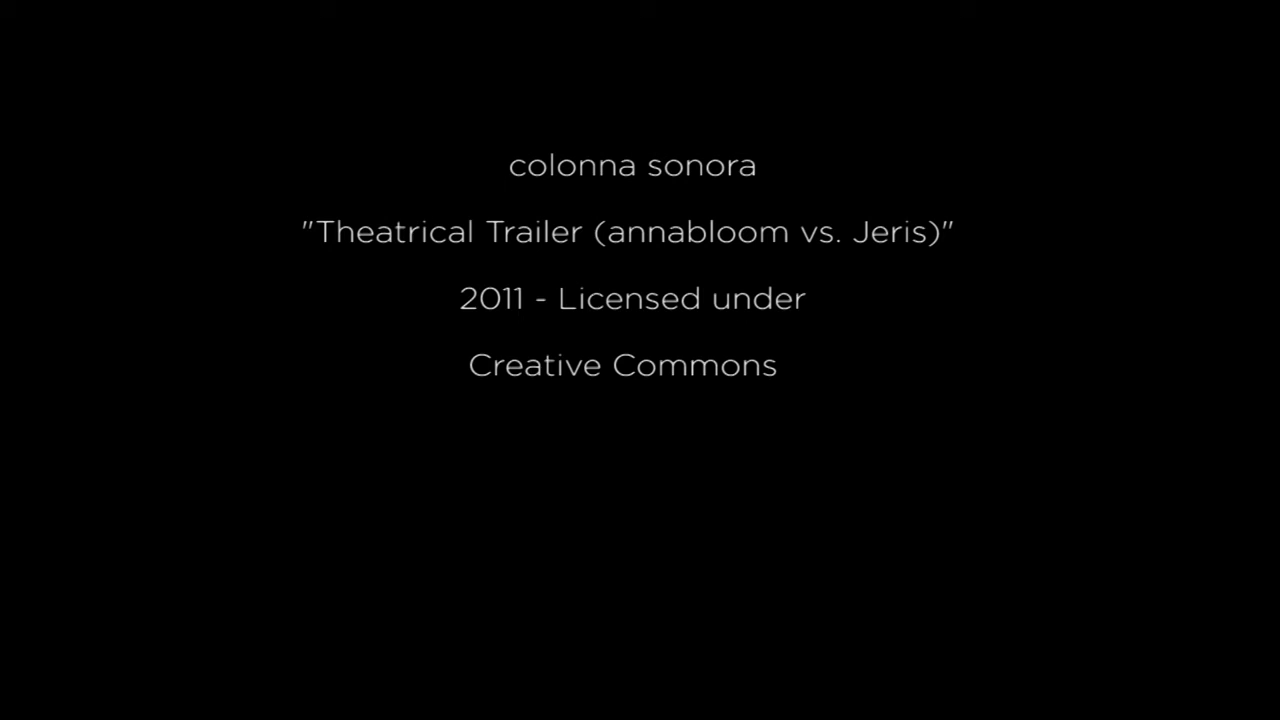 colonna sonora
"Theatrical Trailer (annabloom vs. Jeris)"
2011 - Licensed under
Creative Commons